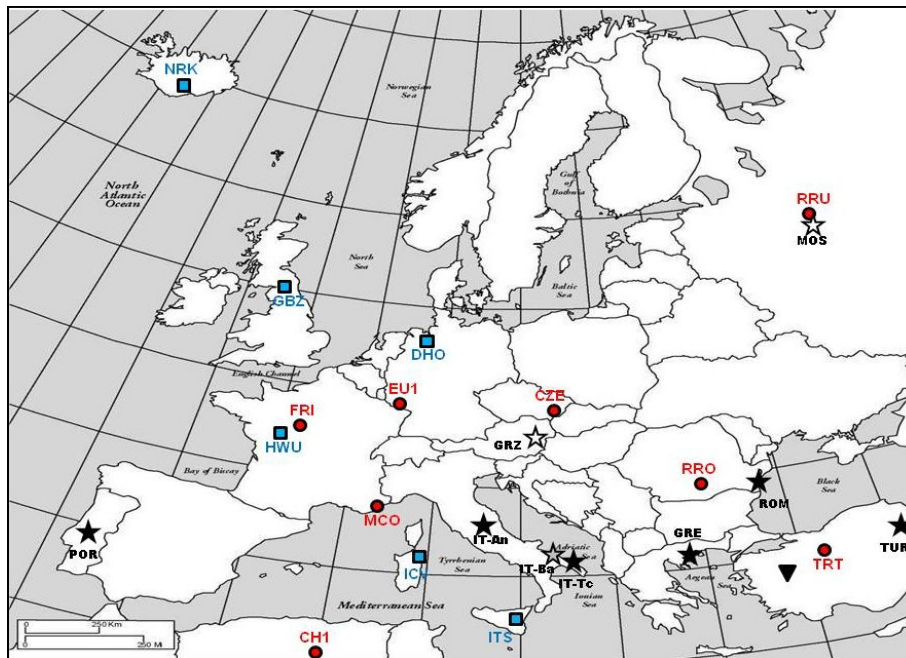 NRK
Norwegian
Sea
North
Atlantic
Ocean
Gulf
of
Bothnia
RRU
MOS
North
Sea
Baltic
Sea
GBZ
DHO
English Channel
EU1
CZE
FRI
HWU
GRZ
Bay of Biscay
RRO
Black
Sea
ROM
MCO
IT-An
GRE
TUR
POR
Adriatic
Sea
ICV
Tyrrhenian
Sea
IT-Ba
IT-Tc
Aegean
Sea
TRT
Ionian
Sea
Mediterranean Sea
ITS
CH1
0
250 Km
0
250 Mi